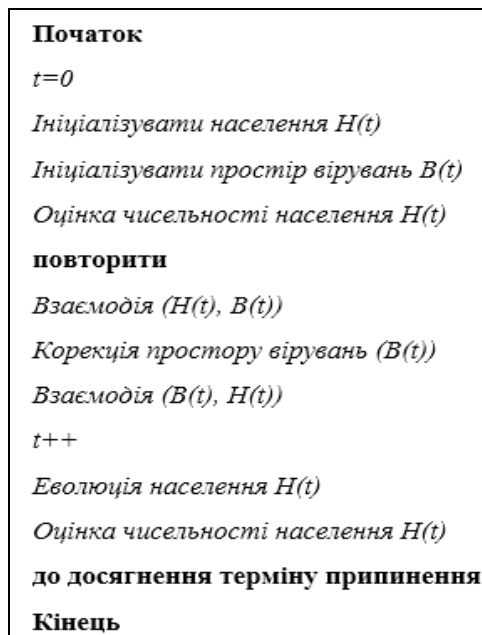 Початок
t=0
Ініціалізувати населення H(t)
Ініціалізувати простір вірувань B(t)
Оцінка чисельності населення H(t)
повторити
Взаємодія (H(t), B(t))
Корекція простору вірувань (B(t))
Взаємодія (B(t), H(t))
t++
Еволюція населення H(t)
Оцінка чисельності населення H(t)
до досягнення терміну припинення
Кінець